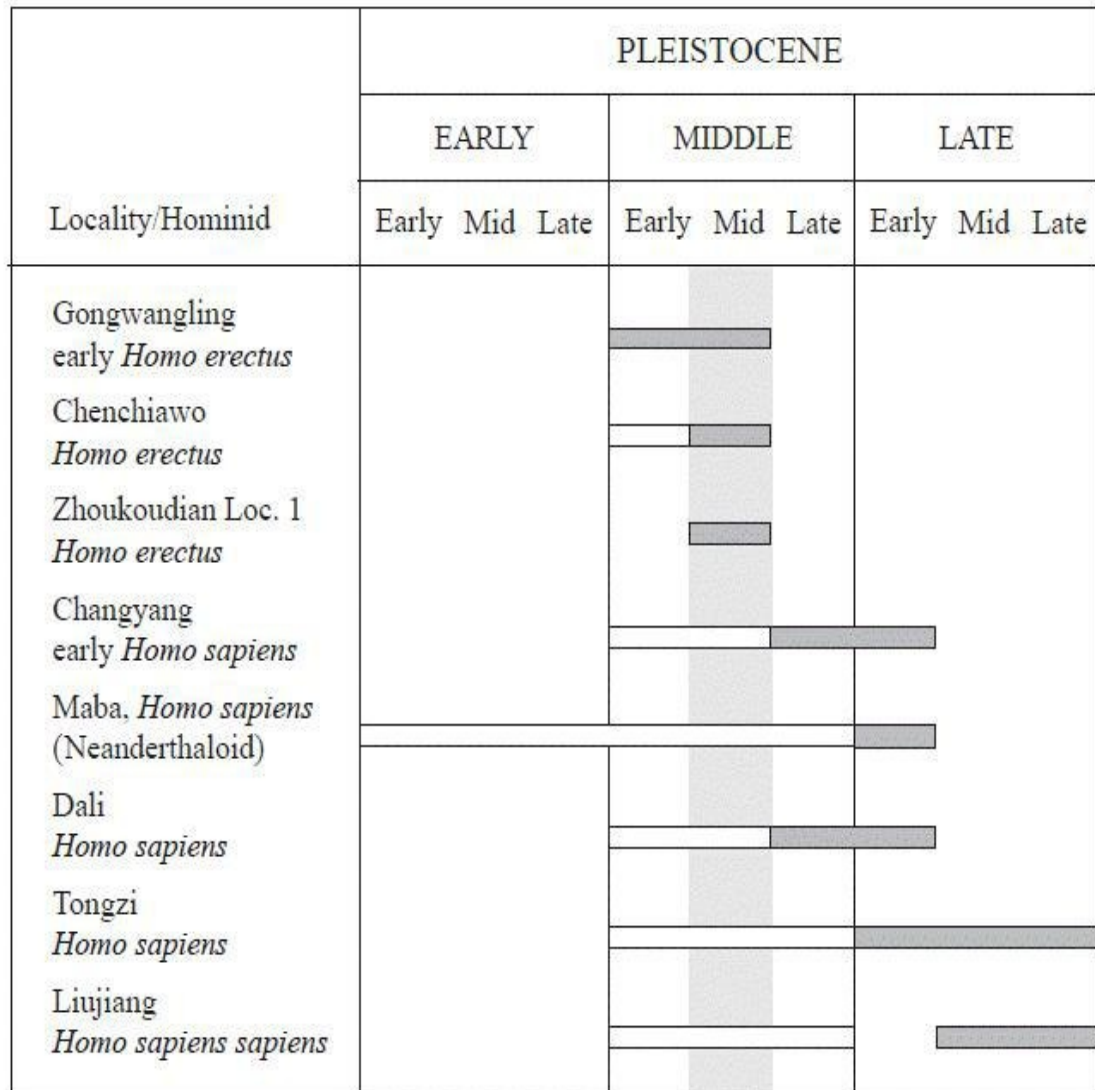 PLEISTOCENE
EARLY MIDDLE LATE
Locality/Hominid Early Mid Late Early Mid Late Early Mid Late
Gongwangling
early Homo erectus
Chenchiawo
Homo erectus
Zhoukoudian Loc. 1
Homo erectus
Changyang
early Homo sapiens
Maba, Homo sapiens
(Neanderthaloid)
Dali
Homo sapiens
Tongzi
Homo sapiens
Liujiang
Homo sapiens sapiens